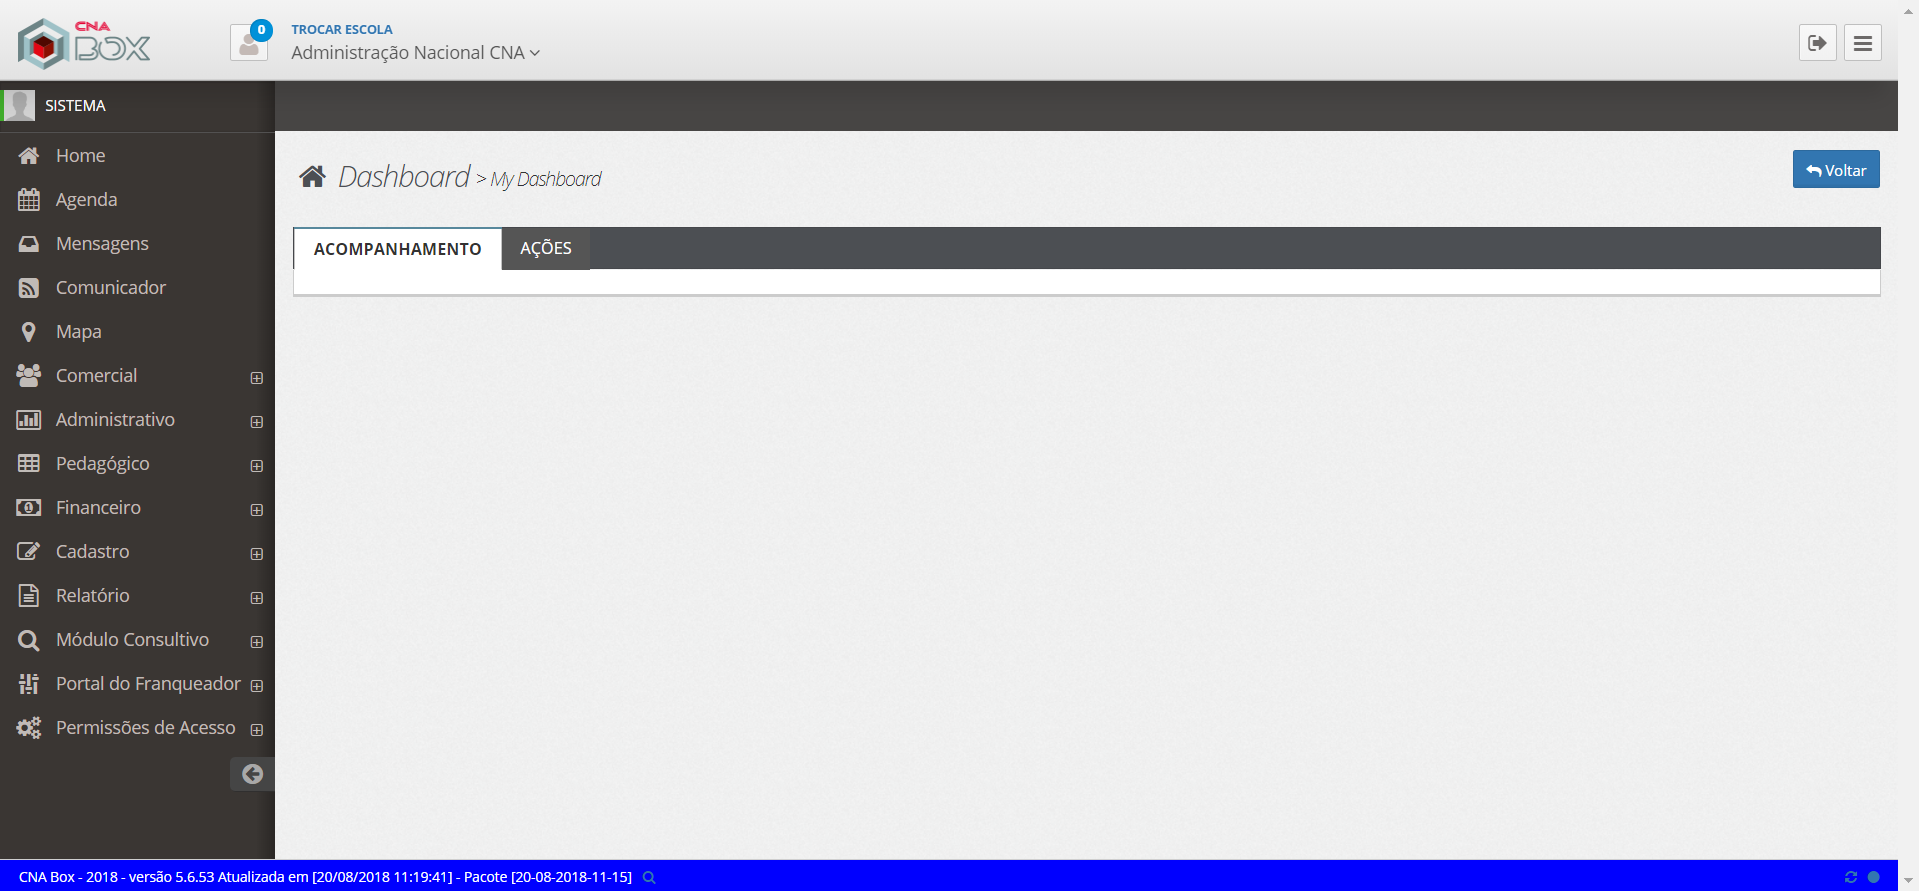 CNA
BOX
0
TROCAR ESCOLA
Administração Nacional CNA
SISTEMA
Home
Agenda
Mensagens
Comunicador
Mapa
Comercial
Administrativo
Pedagógico
Financeiro
Cadastro
Relatório
Módulo Consultivo
Portal do Franqueador
Permissões de Acesso
Dashboard > My Dashboard
Voltar
ACOMPANHAMENTO
AÇÕES
CNA Box - 2018 - versão 5.6.53 Atualizada em [20/08/2018 11:19:41] - Pacote [20-08-2018-11-15]